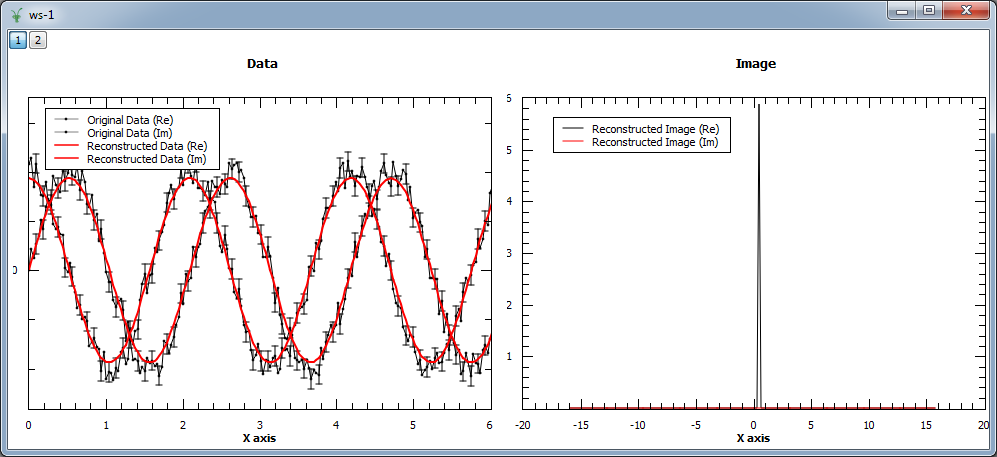 ws-1
1 2
Data
Original Data (Re)
Original Data (Im)
Reconstructed Data (Re)
Reconstructed Data (Im)
0
0 1 2 3 4 5 6
X axis
Image
Reconstructed Image (Re)
Reconstructed Image (Im)
6
5
4
3
2
1
-20 -15 -10 -5 0 5 10 15 20
X axis